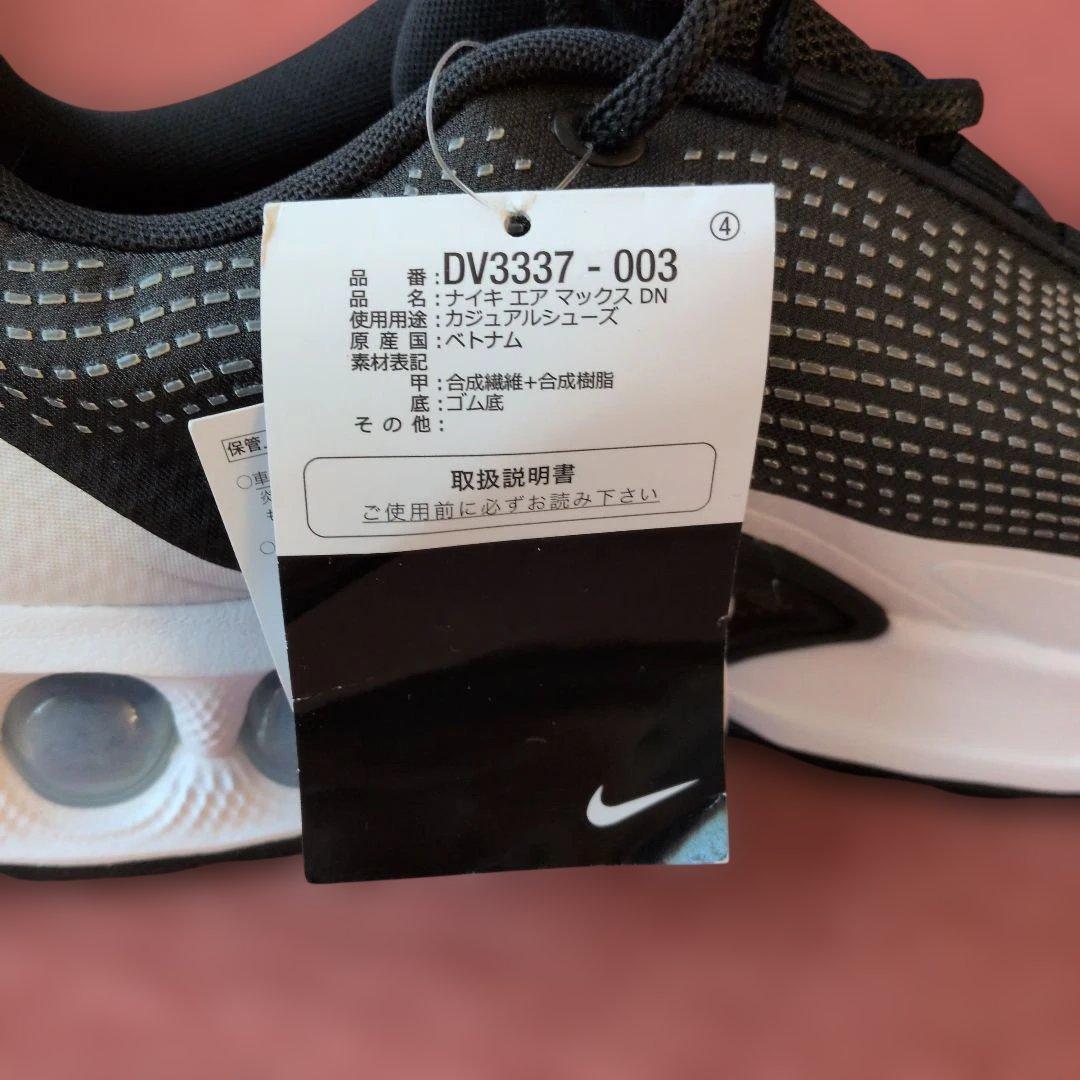 ④
品 番:DV3337 - 003
品 名:ナイキ エア マックス DN
使用用途:カジュアルシューズ
原 産 国:ベトナム
素材表記
甲:合成繊維+合成樹脂
底:ゴム底
そ の 他:
取扱説明書
ご使用前に必ずお読み下さい
保管
○車
○